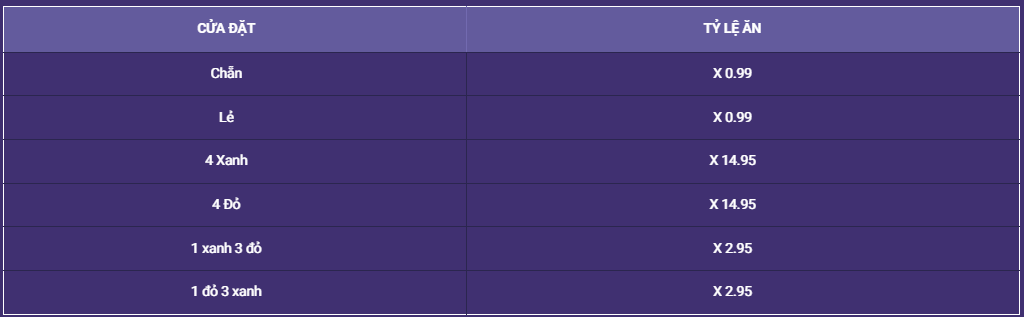 CỬA ĐẶT TỶ LỆ ĂN
Chẵn X 0.99
Lẻ X 0.99
4 Xanh X 14.95
4 Đỏ X 14.95
1 xanh 3 đỏ X 2.95
1 đỏ 3 xanh X 2.95